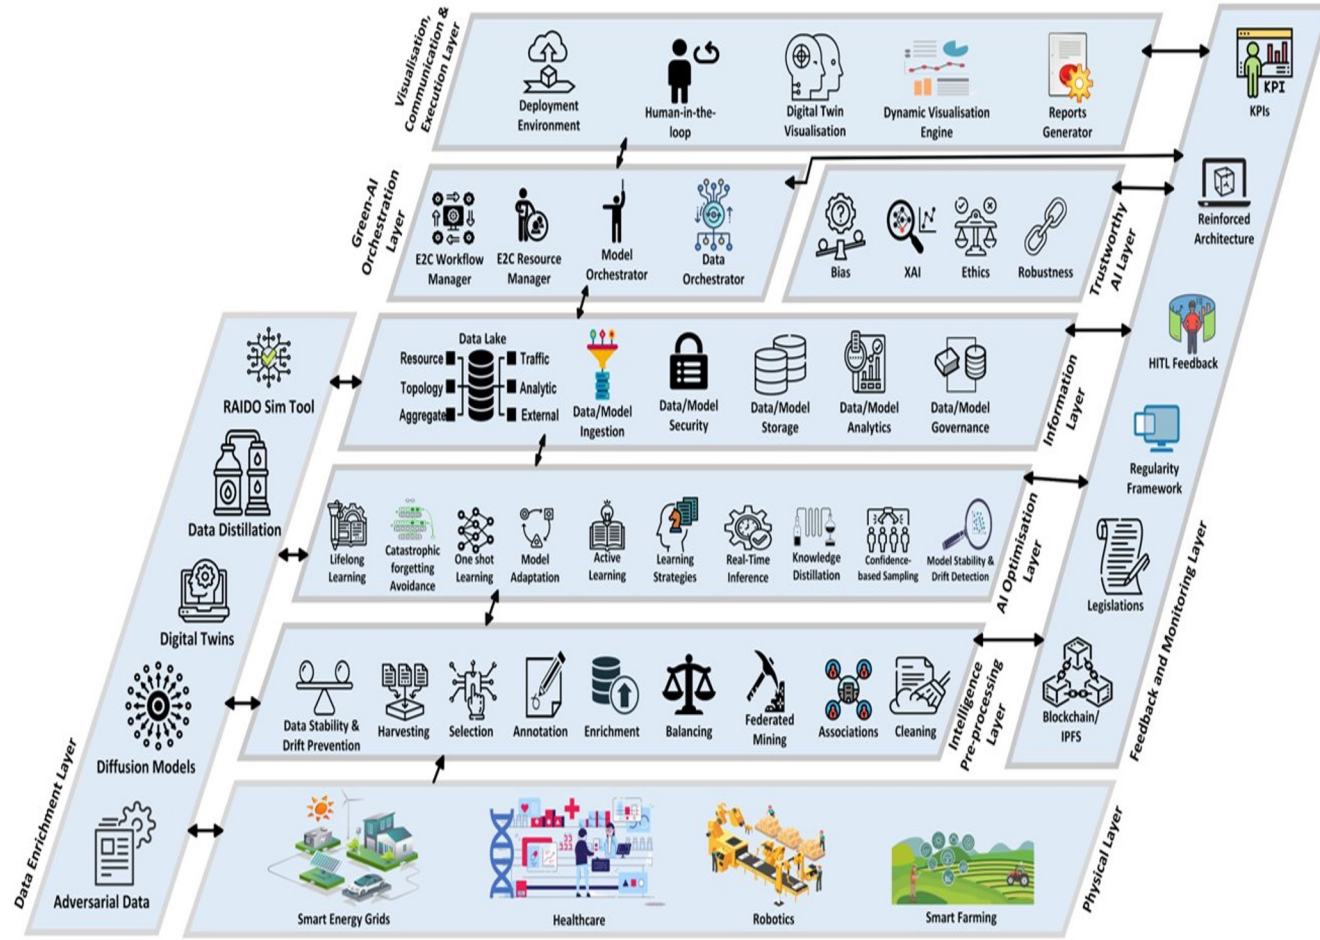 Visualisation,
Communication &
Execution Layer
Deployment
Environment
Human-in-the-
loop
Digital Twin
Visualisation
Dynamic Visualisation
Engine
Reports
Generator
Green-AI
Orchestration
Layer
E2C Workflow
Manager
E2C Resource
Manager
Model
Orchestrator
Data
Orchestrator
Bias
XAI
Ethics
Robustness
Trustworthy
AI Layer
Data Lake
Resource
Topology
Aggregate
Traffic
Analytic
External
Data/Model
Ingestion
Data/Model
Security
Data/Model
Storage
Data/Model
Analytics
Data/Model
Governance
Information
Layer
Lifelong
Learning
Catastrophic
forgetting
Avoidance
One shot
Learning
Model
Adaptation
Active
Learning
Learning
Strategies
Real-Time
Inference
Knowledge
Distillation
Confidence-
based Sampling
Model Stability &
Drift Detection
AI Optimisation
Layer
Data Stability &
Drift Prevention
Harvesting
Selection
Annotation
Enrichment
Balancing
Federated
Mining
Associations
Cleaning
Intelligence
Pre-processing
Layer
Smart Energy Grids
Healthcare
Robotics
Smart Farming
Physical Layer
RAIDO Sim Tool
Data Distillation
Digital Twins
Diffusion Models
Adversarial Data
Data Enrichment Layer
KPI
KPIs
Reinforced
Architecture
HITL Feedback
Regularity
Framework
Legislations
Blockchain/
IPFS
Feedback and Monitoring Layer